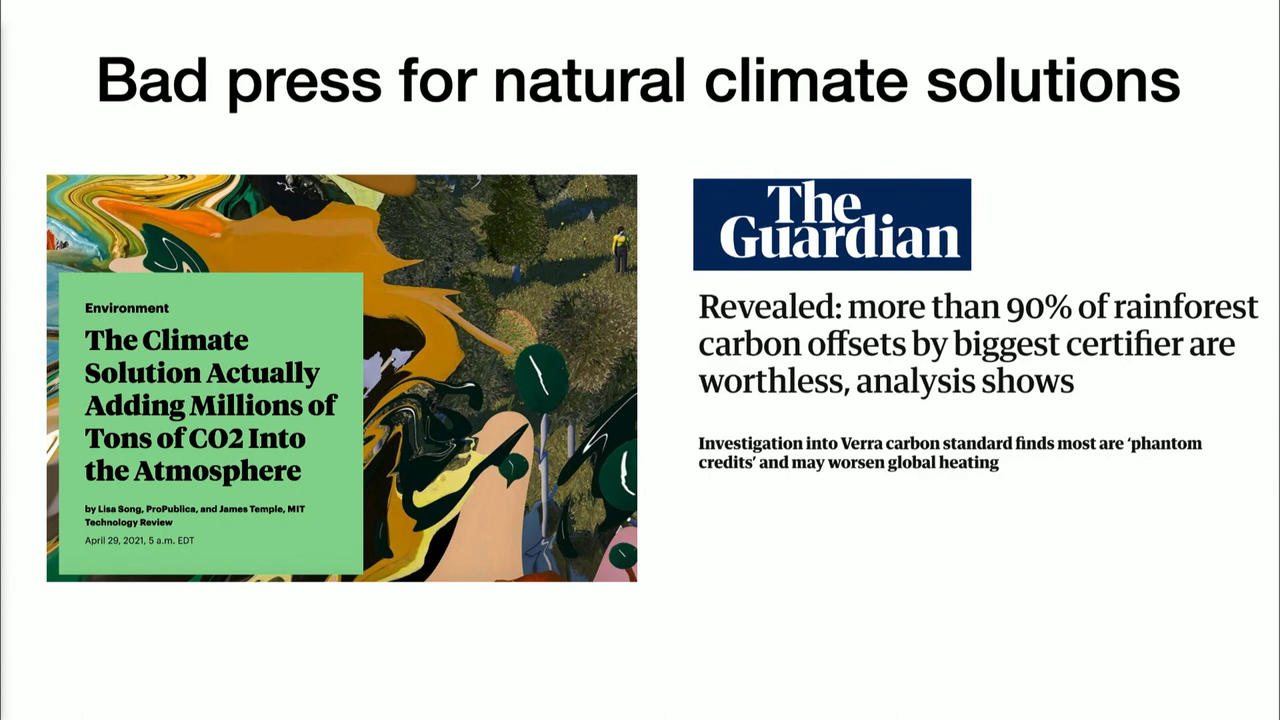 Bad press for natural climate solutions
Environment
The Climate
Solution Actually
Adding Millions of
Tons of CO2 Into
the Atmosphere
by Lisa Song, ProPublica, and James Temple, MIT
Technology Review
April 29, 2021, 5 a.m. EDT
The
Guardian
Revealed: more than 90% of rainforest
carbon offsets by biggest certifier are
worthless, analysis shows
Investigation into Verra carbon standard finds most are ‘phantom
credits’ and may worsen global heating